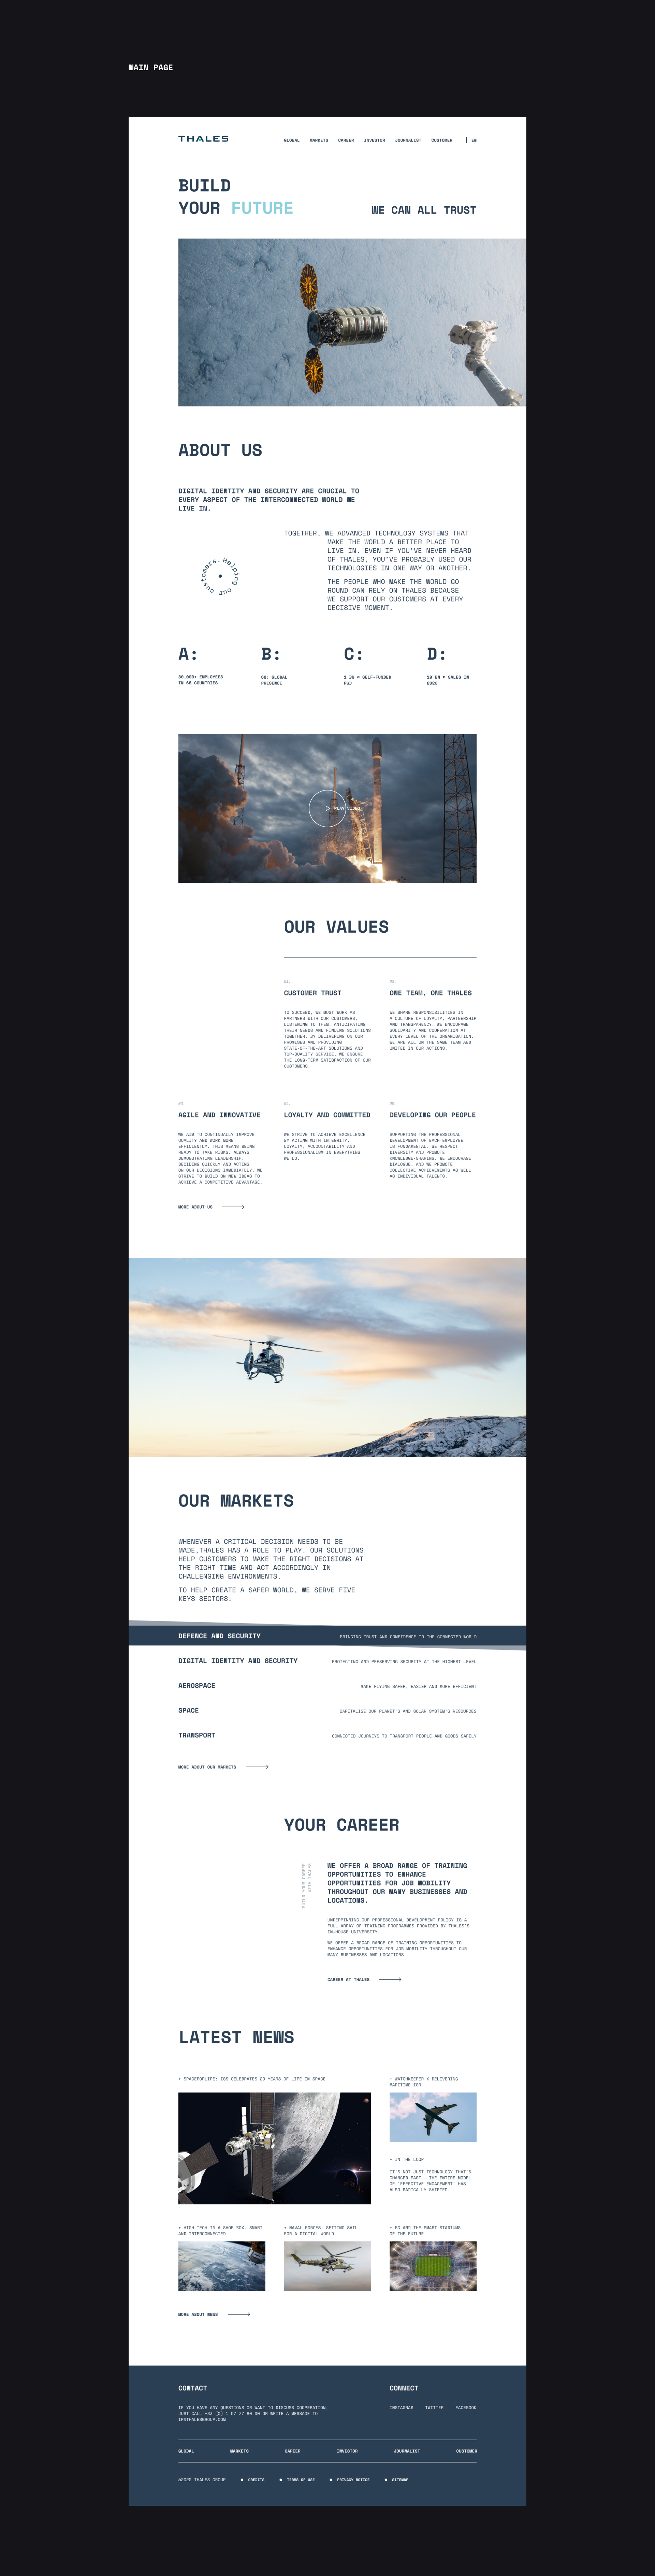 MAIN PAGE
THALES
GLOBAL MARKETS CAREER INVESTOR JOURNALIST CUSTOMER EN
BUILD
YOUR FUTURE
WE CAN ALL TRUST
ABOUT US
DIGITAL IDENTITY AND SECURITY ARE CRUCIAL TO
EVERY ASPECT OF THE INTERCONNECTED WORLD WE
LIVE IN.
TOGETHER, WE ADVANCED TECHNOLOGY SYSTEMS THAT
MAKE THE WORLD A BETTER PLACE TO
LIVE IN. EVEN IF YOU'VE NEVER HEARD
OF THALES, YOU'VE PROBABLY USED OUR
TECHNOLOGIES IN ONE WAY OR ANOTHER.
THE PEOPLE WHO MAKE THE WORLD GO
ROUND CAN RELY ON THALES BECAUSE
WE SUPPORT OUR CUSTOMERS AT EVERY
DECISIVE MOMENT.
Helping our customers.
A:
B:
C:
D:
EMPLOYEES
IN 68 COUNTRIES
GLOBAL
PRESENCE
1 BN € SELF-FUNDED
R&D
SALES IN
PLAY VIDEO
OUR VALUES
CUSTOMER TRUST
TO SUCCEED, WE MUST WORK AS
PARTNERS WITH OUR CUSTOMERS,
LISTENING TO THEM, ANTICIPATING
THEIR NEEDS AND FINDING SOLUTIONS
TOGETHER. BY DELIVERING ON OUR
PROMISES AND PROVIDING
STATE-OF-THE-ART SOLUTIONS AND
TOP-QUALITY SERVICE, WE ENSURE
THE LONG-TERM SATISFACTION OF OUR
CUSTOMERS.
ONE TEAM, ONE THALES
WE SHARE RESPONSIBILITIES IN
A CULTURE OF LOYALTY, PARTNERSHIP
AND TRANSPARENCY. WE ENCOURAGE
SOLIDARITY AND COOPERATION AT
EVERY LEVEL OF THE ORGANISATION.
WE ARE ALL ON THE SAME TEAM AND
UNITED IN OUR ACTIONS.
AGILE AND INNOVATIVE
WE AIM TO CONTINUALLY IMPROVE
QUALITY AND WORK MORE
EFFICIENTLY. THIS MEANS BEING
READY TO TAKE RISKS, ALWAYS
DEMONSTRATING LEADERSHIP,
DECIDING QUICKLY AND ACTING
ON OUR DECISIONS IMMEDIATELY. WE
STRIVE TO BUILD ON NEW IDEAS TO
ACHIEVE A COMPETITIVE ADVANTAGE.
LOYALTY AND COMMITTED
WE STRIVE TO ACHIEVE EXCELLENCE
BY ACTING WITH INTEGRITY,
LOYALTY, ACCOUNTABILITY AND
PROFESSIONALISM IN EVERYTHING
WE DO.
DEVELOPING OUR PEOPLE
SUPPORTING THE PROFESSIONAL
DEVELOPMENT OF EACH EMPLOYEE
IS FUNDAMENTAL. WE RESPECT
DIVERSITY AND PROMOTE
KNOWLEDGE-SHARING. WE ENCOURAGE
DIALOGUE, AND WE PROMOTE
COLLECTIVE ACHIEVEMENTS AS WELL
AS INDIVIDUAL TALENTS.
MORE ABOUT US
OUR MARKETS
WHENEVER A CRITICAL DECISION NEEDS TO BE
MADE,THALES HAS A ROLE TO PLAY. OUR SOLUTIONS
HELP CUSTOMERS TO MAKE THE RIGHT DECISIONS AT
THE RIGHT TIME AND ACT ACCORDINGLY IN
CHALLENGING ENVIRONMENTS.
TO HELP CREATE A SAFER WORLD, WE SERVE FIVE
KEYS SECTORS:
DEFENCE AND SECURITY BRINGING TRUST AND CONFIDENCE TO THE CONNECTED WORLD
DIGITAL IDENTITY AND SECURITY PROTECTING AND PRESERVING SECURITY AT THE HIGHEST LEVEL
AEROSPACE MAKE FLYING SAFER, EASIER AND MORE EFFICIENT
SPACE CAPITALISE OUR PLANET'S AND SOLAR SYSTEM'S RESOURCES
TRANSPORT CONNECTED JOURNEYS TO TRANSPORT PEOPLE AND GOODS SAFELY
MORE ABOUT OUR MARKETS
YOUR CAREER
BUILD YOUR CAREER
WITH THALES
WE OFFER A BROAD RANGE OF TRAINING
OPPORTUNITIES TO ENHANCE
OPPORTUNITIES FOR JOB MOBILITY
THROUGHOUT OUR MANY BUSINESSES AND
LOCATIONS.
UNDERPINNING OUR PROFESSIONAL DEVELOPMENT POLICY IS A
FULL ARRAY OF TRAINING PROGRAMMES PROVIDED BY THALES'S
IN-HOUSE UNIVERSITY.
WE OFFER A BROAD RANGE OF TRAINING OPPORTUNITIES TO
ENHANCE OPPORTUNITIES FOR JOB MOBILITY THROUGHOUT OUR
MANY BUSINESSES AND LOCATIONS.
CAREER AT THALES
LATEST NEWS
+ SPACEFORLIFE: ISS CELEBRATES 20 YEARS OF LIFE IN SPACE
+ WATCHKEEPER X DELIVERING
MARITIME ISR
+ IN THE LOOP
IT'S NOT JUST TECHNOLOGY THAT'S
CHANGED FAST – THE ENTIRE MODEL
OF 'EFFECTIVE ENGAGEMENT' HAS
ALSO RADICALLY SHIFTED.
+ HIGH TECH IN A SHOE BOX. SMART
AND INTERCONNECTED
+ NAVAL FORCES: SETTING SAIL
FOR A DIGITAL WORLD
+ 5G AND THE SMART STADIUMS
OF THE FUTURE
MORE ABOUT NEWS
CONTACT
IF YOU HAVE ANY QUESTIONS OR WANT TO DISCUSS COOPERATION,
JUST CALL +33 (0) 1 57 77 80 00 OR WRITE A MESSAGE TO
IR@THALESGROUP.COM
CONNECT
INSTAGRAM TWITTER FACEBOOK
GLOBAL MARKETS CAREER INVESTOR JOURNALIST CUSTOMER
©2020 THALES GROUP CREDITS TERMS OF USE PRIVACY NOTICE SITEMAP